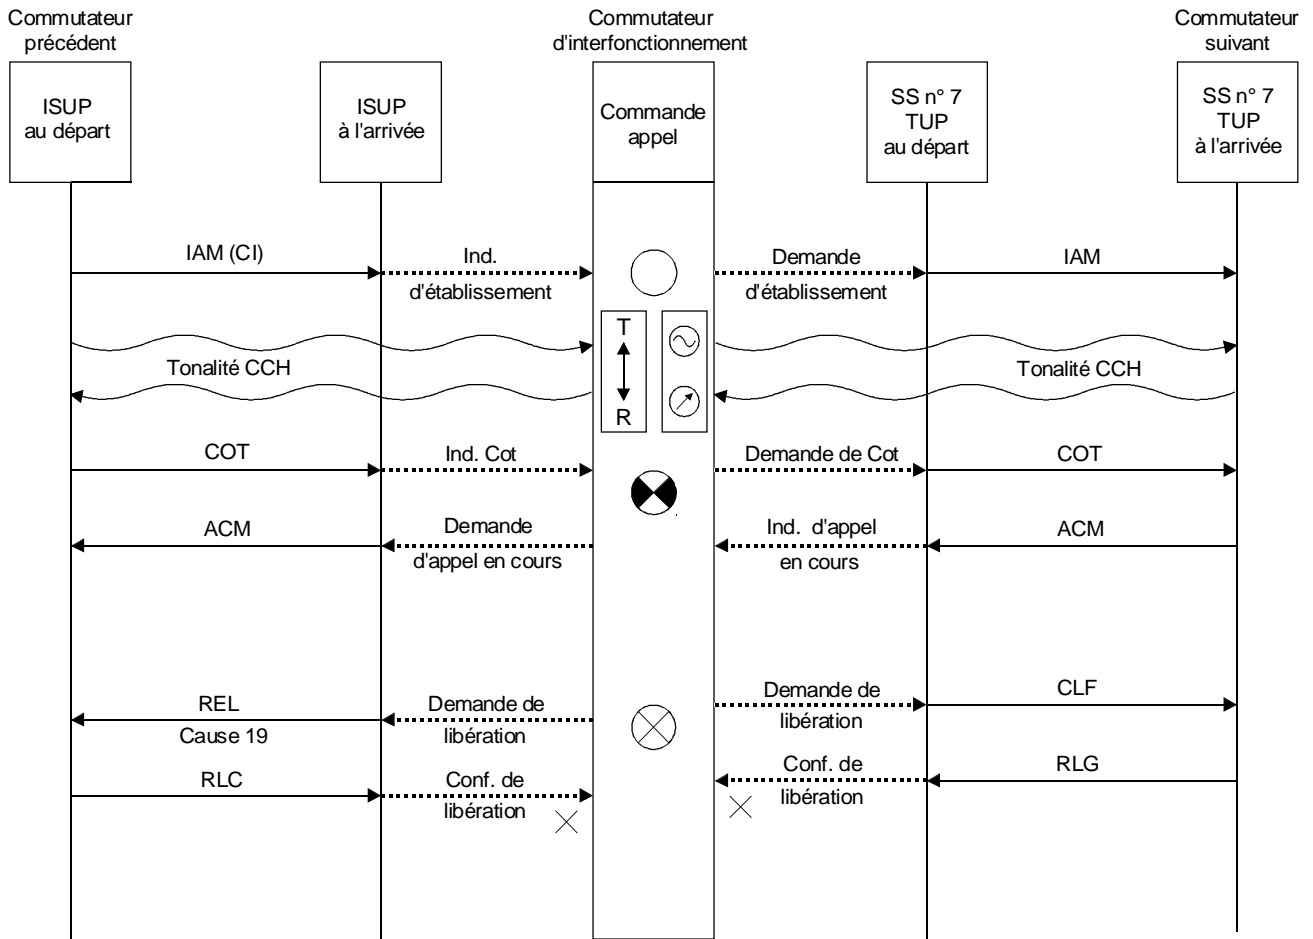 Commutateur
précédent
Commutateur
d'interfonctionnement
Commutateur
suivant
ISUP
au départ
ISUP
à l'arrivée
Commande
appel
SS n° 7
TUP
au départ
SS n° 7
TUP
à l'arrivée
IAM (CI)
Ind.
d'établissement
Demande
d'établissement
IAM
T
R
Tonalité CCH
Tonalité CCH
COT
Ind. Cot
Demande de Cot
COT
ACM
Demande
d'appel en cours
Ind. d'appel
en cours
ACM
REL
Cause 19
Demande de
libération
Demande de
libération
CLF
RLC
Conf. de
libération
Conf. de
libération
RLG